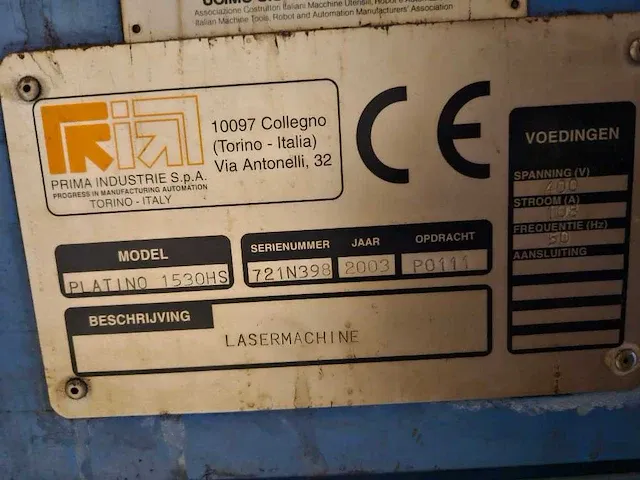 Associazione Costruttori Italiani Macchine Utensili, Robot e
Italian Machine Tools, Robot and Automation Manufacturers' Association
PRIMA
PRIMA INDUSTRIE S.p.A.
PROGRESS IN MANUFACTURING AUTOMATION
TORINO - ITALY
10097 Collegno
(Torino - Italia)
Via Antonelli, 32
CE
MODEL
PLATINO 1530HS
SERIENUMMER JAAR OPDRACHT
721N398 2003 P0111
BESCHRIJVING
LASERMACHINE
VOEDINGEN
SPANNING (V)
400
STROOM (A)
FREQUENTIE (Hz)
50
AANSLUITING